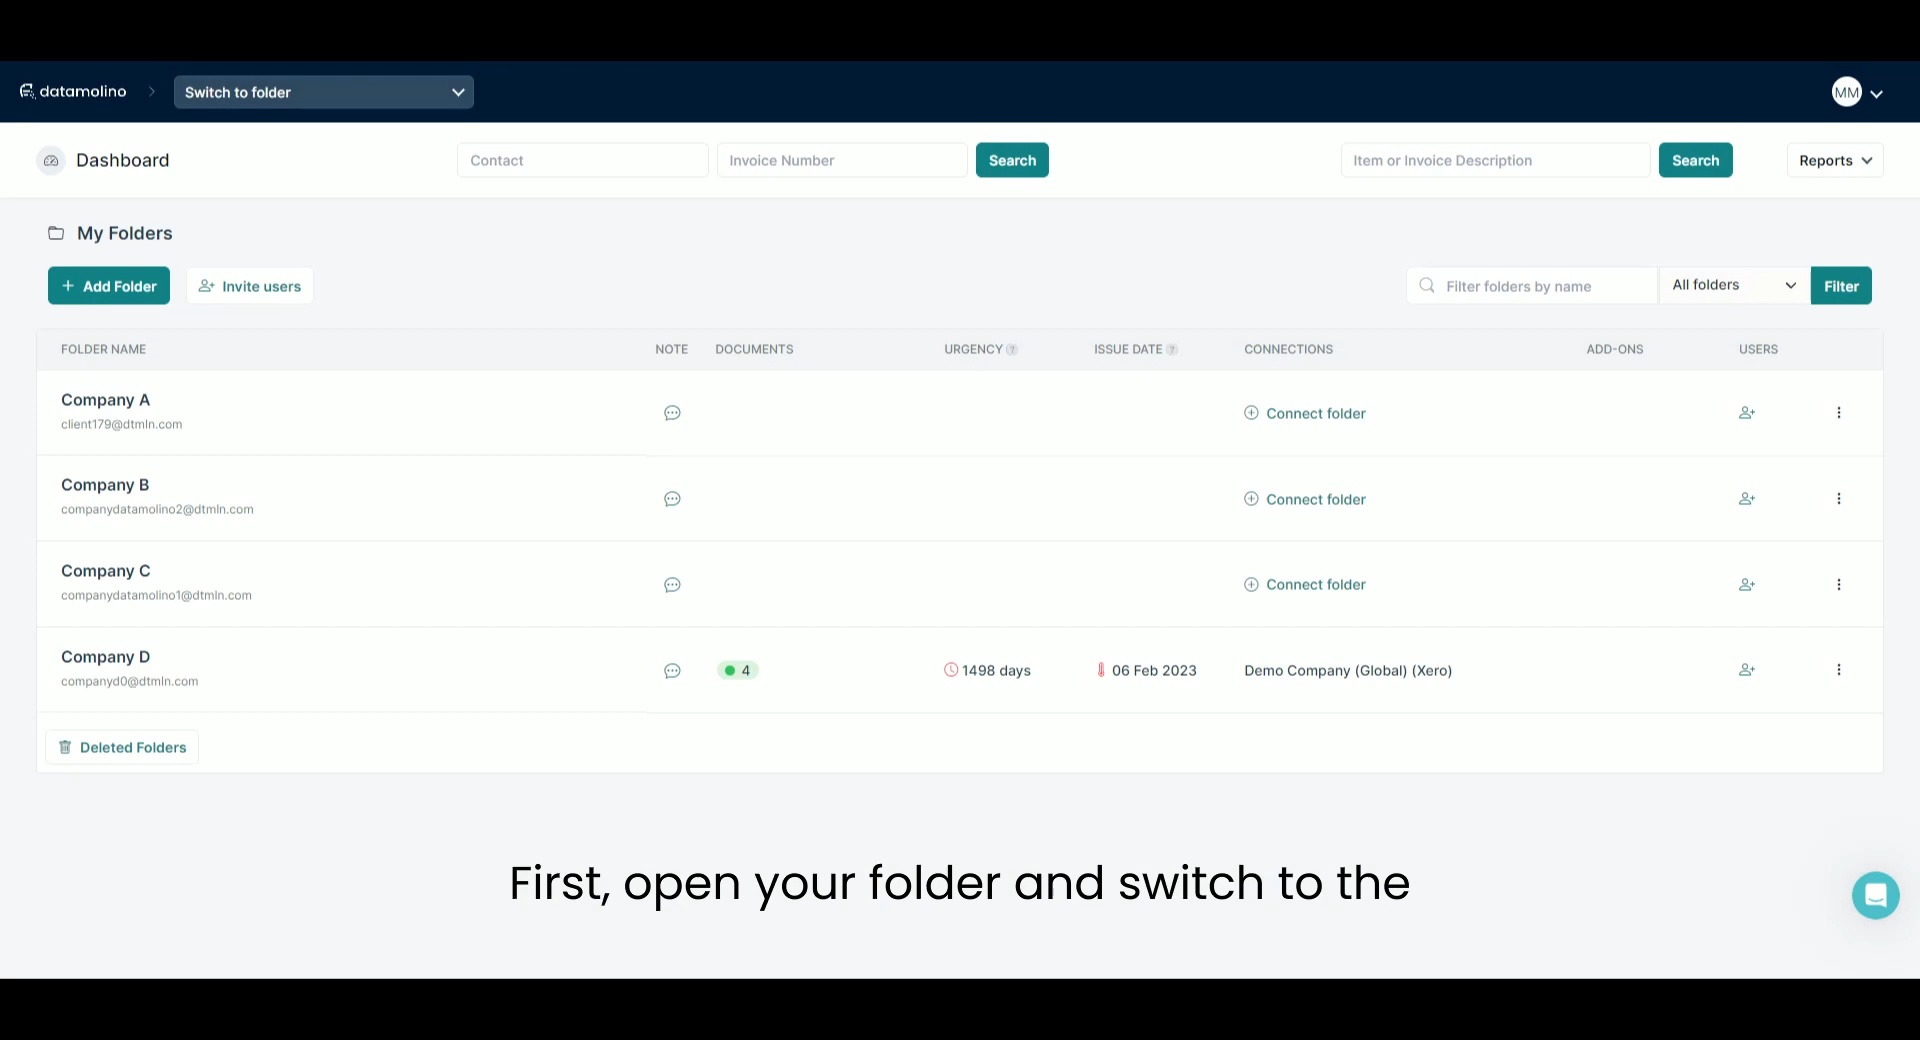 datamolino
Switch to folder
MM
Dashboard
Contact
Invoice Number
Search
Item or Invoice Description
Search
Reports
My Folders
Add Folder
Invite users
Filter folders by name
All folders
Filter
FOLDER NAME NOTE DOCUMENTS URGENCY ? ISSUE DATE ? CONNECTIONS ADD-ONS USERS
Company A
client179@dtmln.com
Connect folder
Company B
companydatamolino2@dtmln.com
Connect folder
Company C
companydatamolino1@dtmln.com
Connect folder
Company D
companyd0@dtmln.com
4 1498 days 06 Feb 2023 Demo Company (Global) (Xero)
Deleted Folders
First, open your folder and switch to the